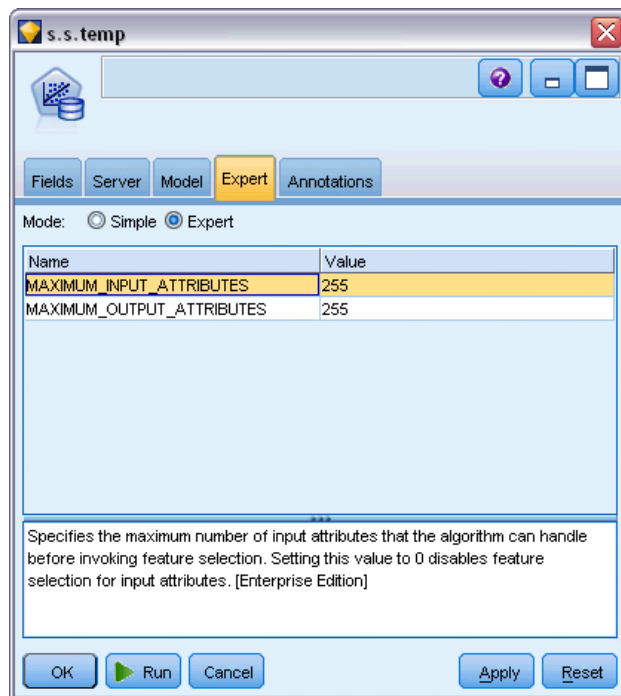 s.s.temp
?
Fields Server Model Expert Annotations
Mode: Simple Expert
Name Value
MAXIMUM_INPUT_ATTRIBUTES 255
MAXIMUM_OUTPUT_ATTRIBUTES 255
Specifies the maximum number of input attributes that the algorithm can handle
before invoking feature selection. Setting this value to 0 disables feature
selection for input attributes. [Enterprise Edition]
OK Run Cancel Apply Reset